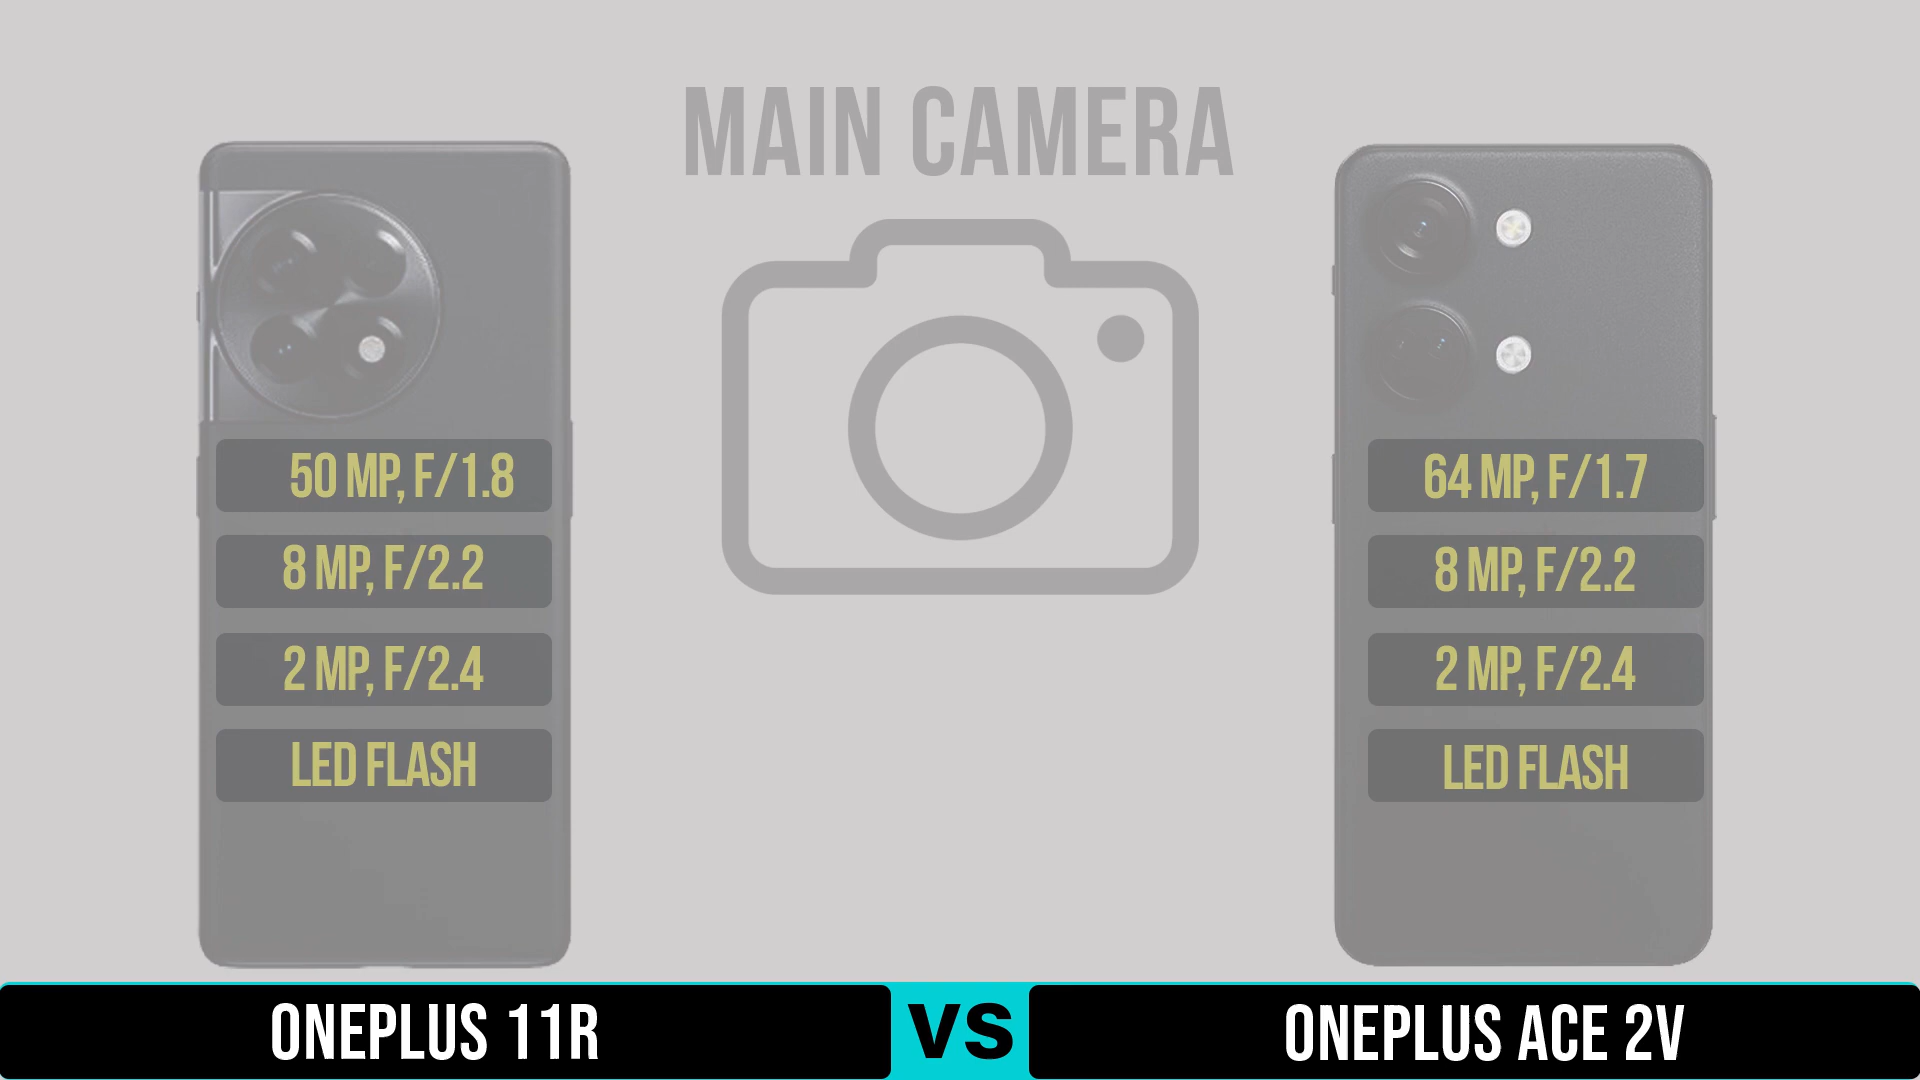 MAIN CAMERA
50 MP, F/1.8
8 MP, F/2.2
2 MP, F/2.4
LED FLASH
64 MP, F/1.7
8 MP, F/2.2
2 MP, F/2.4
LED FLASH
ONEPLUS 11R
VS
ONEPLUS ACE 2V